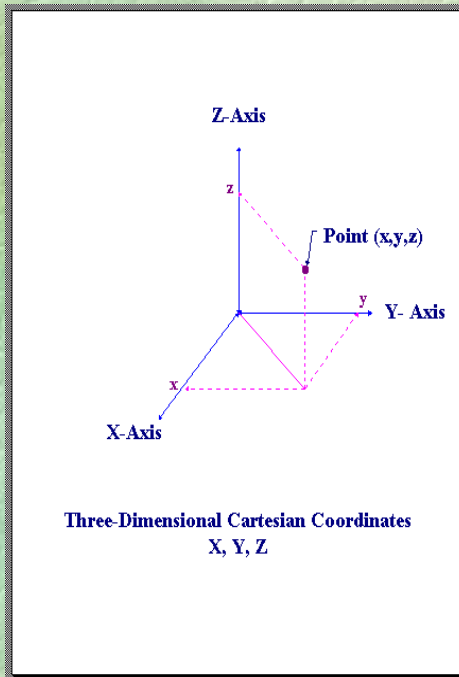 Z-Axis
z
Point (x,y,z)
y
Y- Axis
x
X-Axis
Three-Dimensional Cartesian Coordinates
X, Y, Z